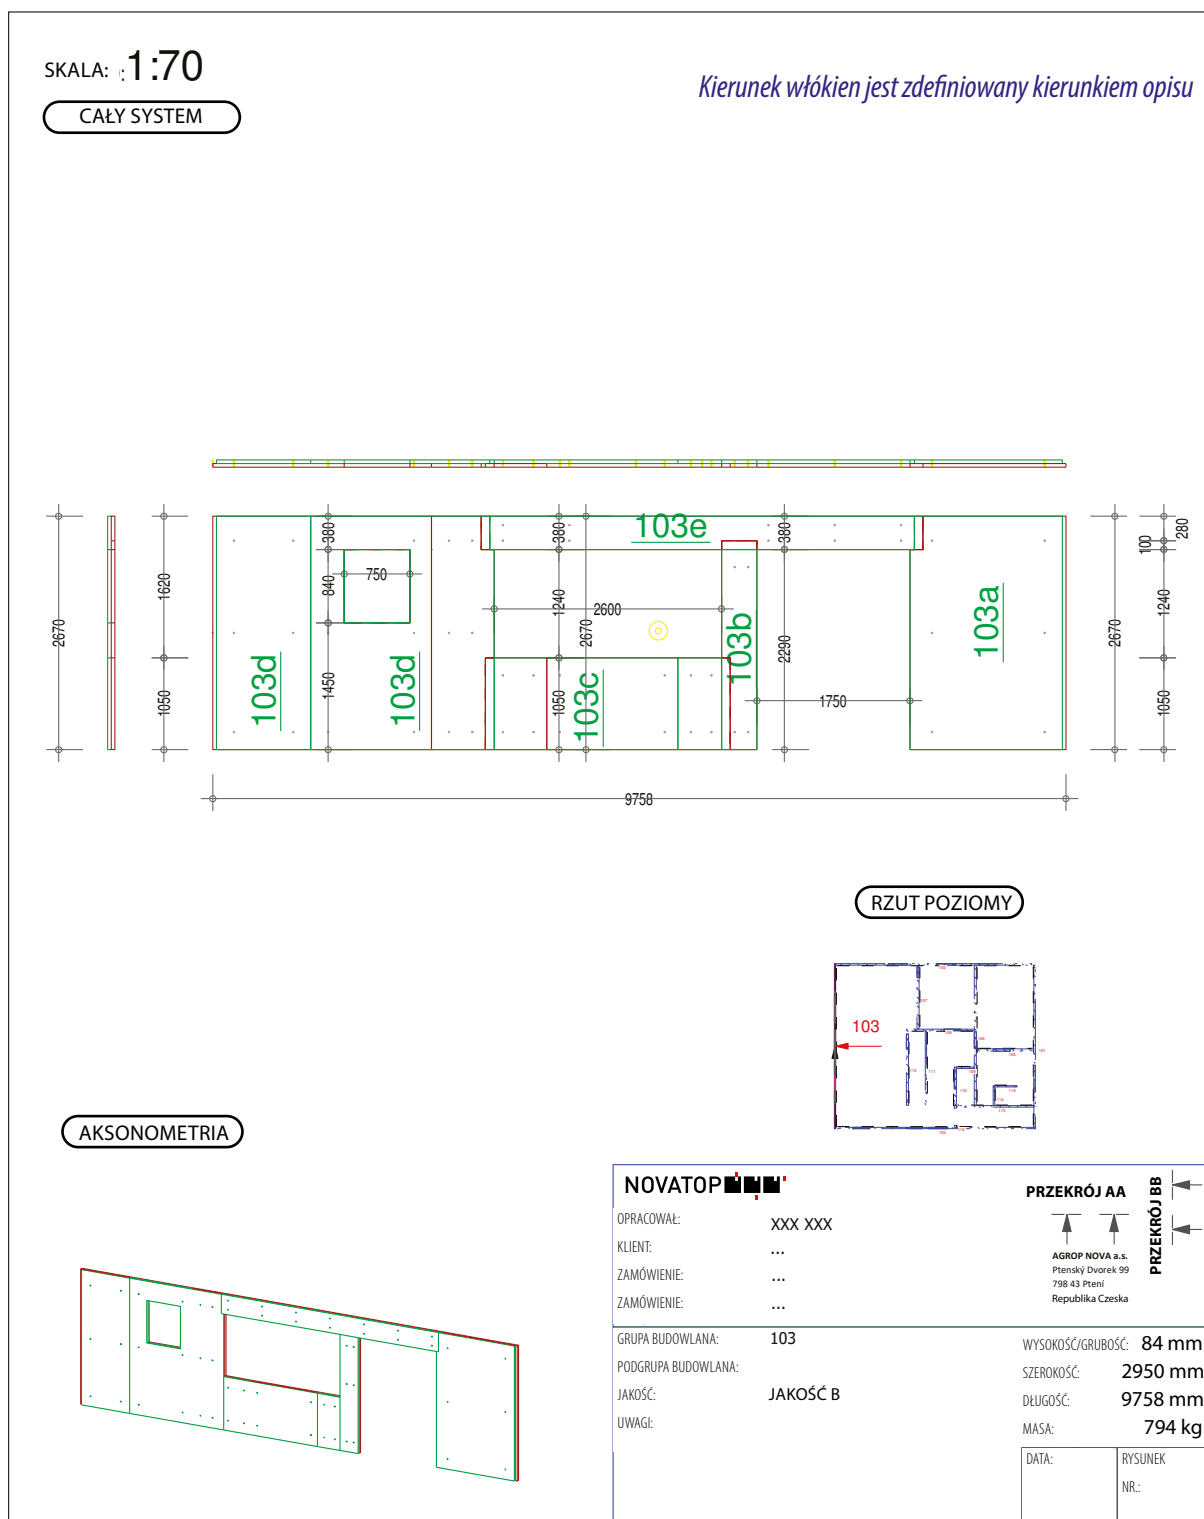 SKALA: :1:70
CAŁY SYSTEM
Kierunek włókien jest zdefiniowany kierunkiem opisu
103e
103d
103d
103c
103b
103a
2670
1620
1050
380
840
1450
750
380
1240
1050
2670
2600
380
2290
1750
2670
100
280
1240
1050
9758
RZUT POZIOMY
103
AKSONOMETRIA
NOVATOP
OPRACOWAŁ: XXX XXX
KLIENT: ...
ZAMÓWIENIE: ...
ZAMÓWIENIE: ...
PRZEKRÓJ AA
PRZEKRÓJ BB
AGROP NOVA a.s.
Ptenský Dvorek 99
798 43 Ptení
Republika Czeska
GRUPA BUDOWLANA: 103
PODGRUPA BUDOWLANA:
JAKOŚĆ: JAKOŚĆ B
UWAGI:
WYSOKOŚĆ/GRUBOŚĆ: 84 mm
SZEROKOŚĆ: 2950 mm
DŁUGOŚĆ: 9758 mm
MASA: 794 kg
DATA:
RYSUNEK
NR.: